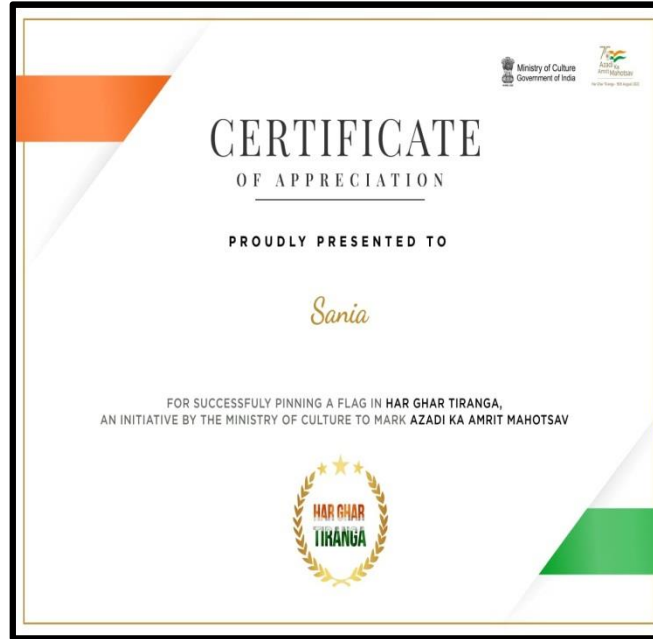 Ministry of Culture
Government of India
Azadi Ka
Amrit Mahotsav
CERTIFICATE
OF APPRECIATION
PROUDLY PRESENTED TO
Sania
FOR SUCCESSFULY PINNING A FLAG IN HAR GHAR TIRANGA,
AN INITIATIVE BY THE MINISTRY OF CULTURE TO MARK AZADI KA AMRIT MAHOTSAV
HAR GHAR
TIRANGA